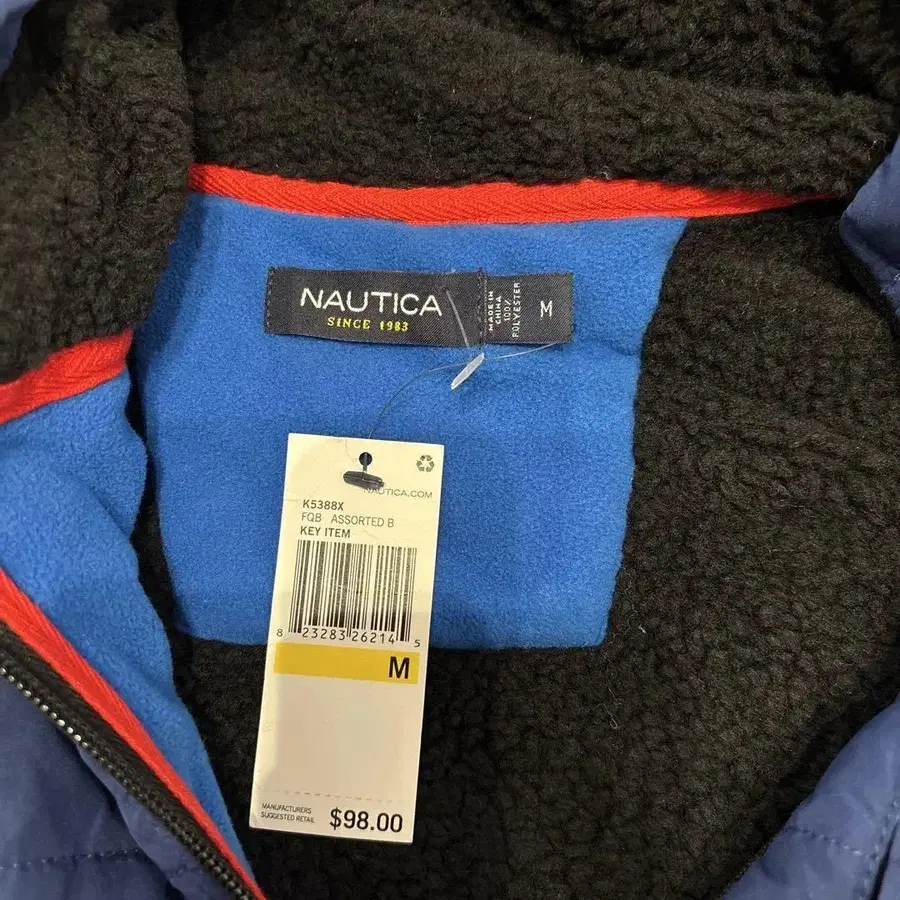 NAUTICA
SINCE 1983
MADE IN
CHINA
100%
POLYESTER
M
NAUTICA.COM
K5388X
FQB ASSORTED B
KEY ITEM
8 23283 26214 5
M
MANUFACTURERS
SUGGESTED RETAIL
$98.00